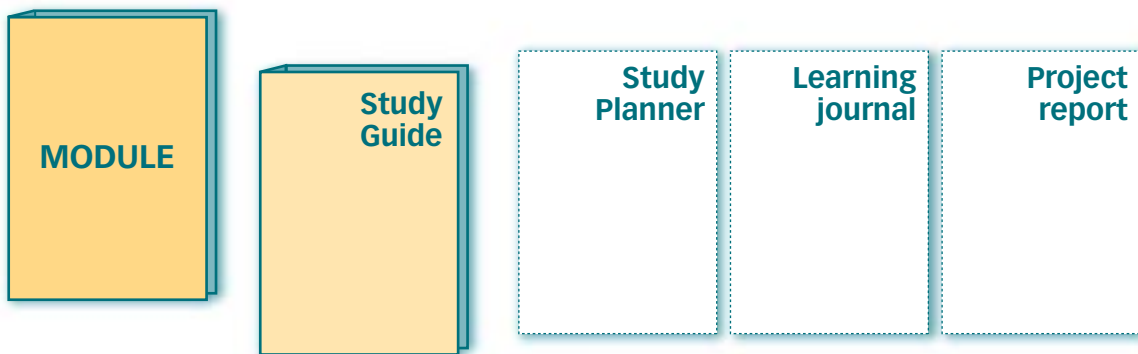 MODULE
Study
Guide
Study
Planner
Learning
journal
Project
report